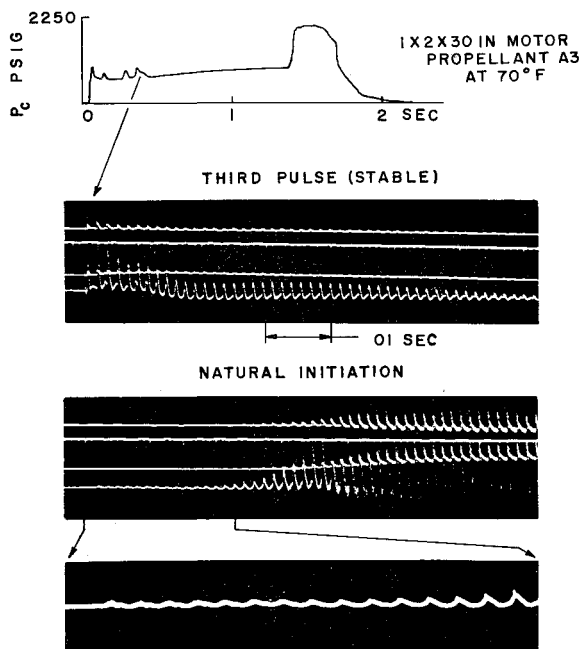 2250
P_c PSIG
0 1 2 SEC
1X2X30 IN MOTOR
PROPELLANT A3
AT 70°F
THIRD PULSE (STABLE)
01 SEC
NATURAL INITIATION